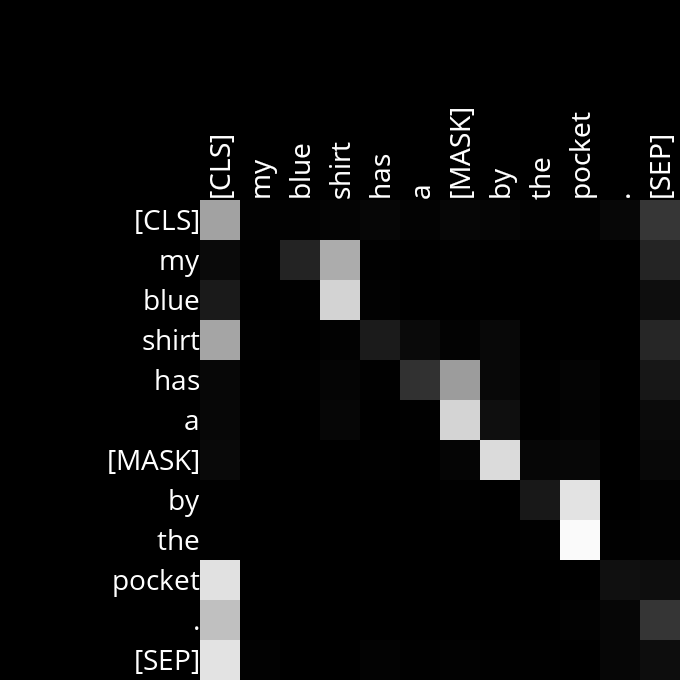 [CLS] my blue shirt has a [MASK] by the pocket . [SEP]
[CLS]
my
blue
shirt
has
a
[MASK]
by
the
pocket
.
[SEP]